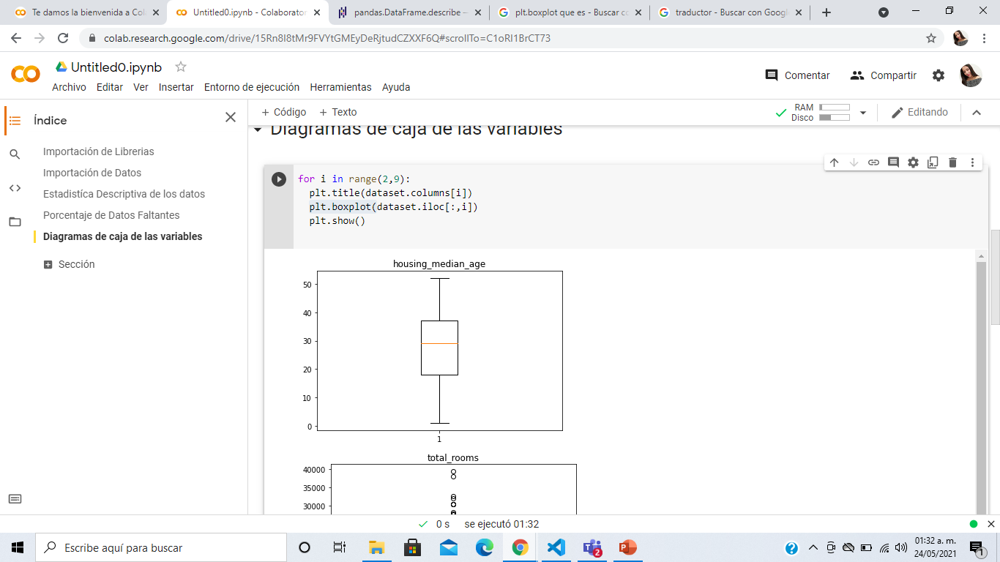 Te damos la bienvenida a Col
Untitled0.ipynb - Colaborator
pandas.DataFrame.describe —
plt.boxplot que es - Buscar co
traductor - Buscar con Google
colab.research.google.com/drive/15Rn8I8tMr9FVYtGMEyDeRjtudCZXXF6Q#scrollTo=C1oRl1BrCT73
Untitled0.ipynb
Comentar
Compartir
Archivo Editar Ver Insertar Entorno de ejecución Herramientas Ayuda
Índice
+ Código + Texto
RAM
Disco
Editando
Importación de Librerias
Importación de Datos
Estadistíca Descriptiva de los datos
Porcentaje de Datos Faltantes
Diagramas de caja de las variables
Sección
Diagramas de caja de las variables
for i in range(2,9):
plt.title(dataset.columns[i])
plt.boxplot(dataset.iloc[:,i])
plt.show()
housing_median_age
50
40
30
20
10
0
1
total_rooms
40000
35000
30000
0 s se ejecutó 01:32
Escribe aquí para buscar
2
01:32 a. m.
24/05/2021
1